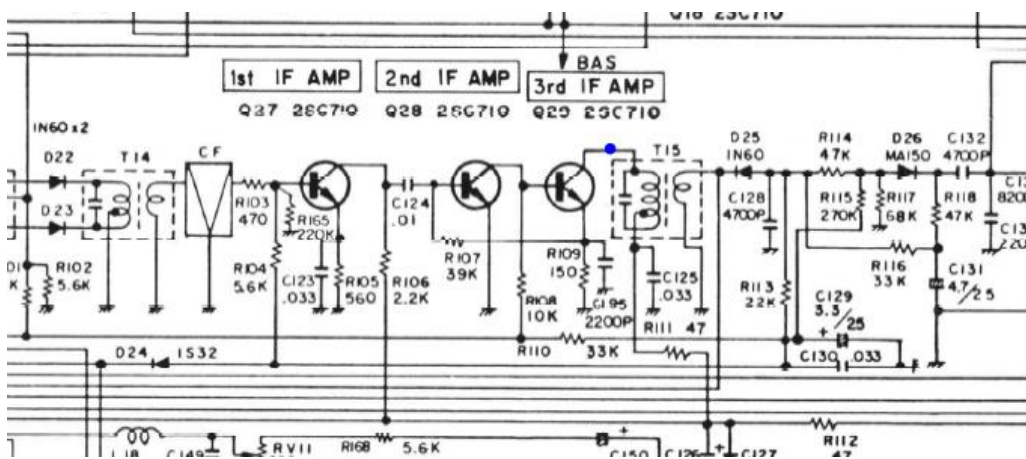 Q18 2SC710
BAS
1st IF AMP
2nd IF AMP
3rd IF AMP
Q27 2SC710
Q28 2SC710
Q29 2SC710
IN60 x2
D22
T14
CF
T15
D25
IN60
R114
47K
D26
MA150
C132
4700P
D23
R103
470
R165
220K
C124
.01
C128
4700P
R115
270K
R117
68K
R118
47K
820
R102
5.6K
R104
5.6K
C123
.033
R105
560
R106
2.2K
R107
39K
R109
150
C195
2200P
C125
.033
R116
33K
C131
4.7/25
R113
22K
C129
3.3/25
R108
10K
R111 47
R110 33K
C130 .033
D24 IS32
R112
47
L18
C149
RV11
R168 5.6K
C150
C126
C127